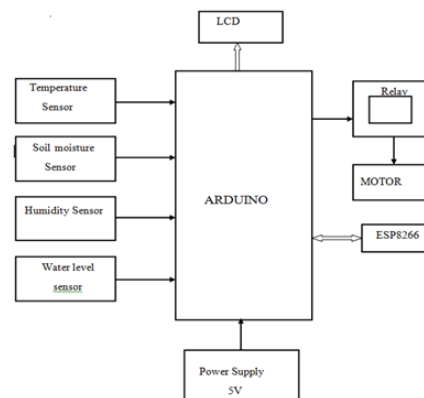 LCD
Temperature
Sensor
Soil moisture
Sensor
Humidity Sensor
Water level
sensor
ARDUINO
Relay
MOTOR
ESP8266
Power Supply
5V